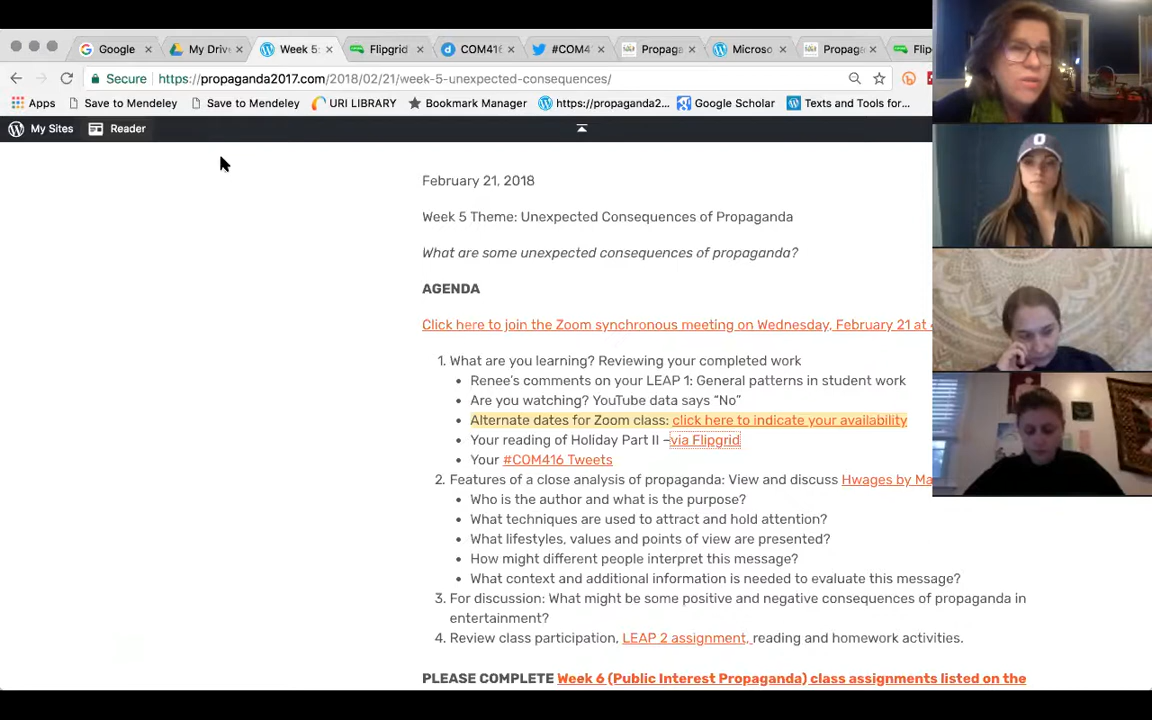 Google
My Driv
Week 5:
Flipgrid
COM416
#COM4
Propaga
Microso
Propag
Flip
Secure https://propaganda2017.com/2018/02/21/week-5-unexpected-consequences/
Apps Save to Mendeley Save to Mendeley URI LIBRARY Bookmark Manager https://propaganda2... Google Scholar Texts and Tools for...
My Sites Reader
February 21, 2018
Week 5 Theme: Unexpected Consequences of Propaganda
What are some unexpected consequences of propaganda?
AGENDA
Click here to join the Zoom synchronous meeting on Wednesday, February 21 at
1. What are you learning? Reviewing your completed work
Renee's comments on your LEAP 1: General patterns in student work
Are you watching? YouTube data says "No"
Alternate dates for Zoom class: click here to indicate your availability
Your reading of Holiday Part II –via Flipgrid
Your #COM416 Tweets
2. Features of a close analysis of propaganda: View and discuss Hwages by Ma
Who is the author and what is the purpose?
What techniques are used to attract and hold attention?
What lifestyles, values and points of view are presented?
How might different people interpret this message?
What context and additional information is needed to evaluate this message?
3. For discussion: What might be some positive and negative consequences of propaganda in
entertainment?
4. Review class participation, LEAP 2 assignment, reading and homework activities.
PLEASE COMPLETE Week 6 (Public Interest Propaganda) class assignments listed on the